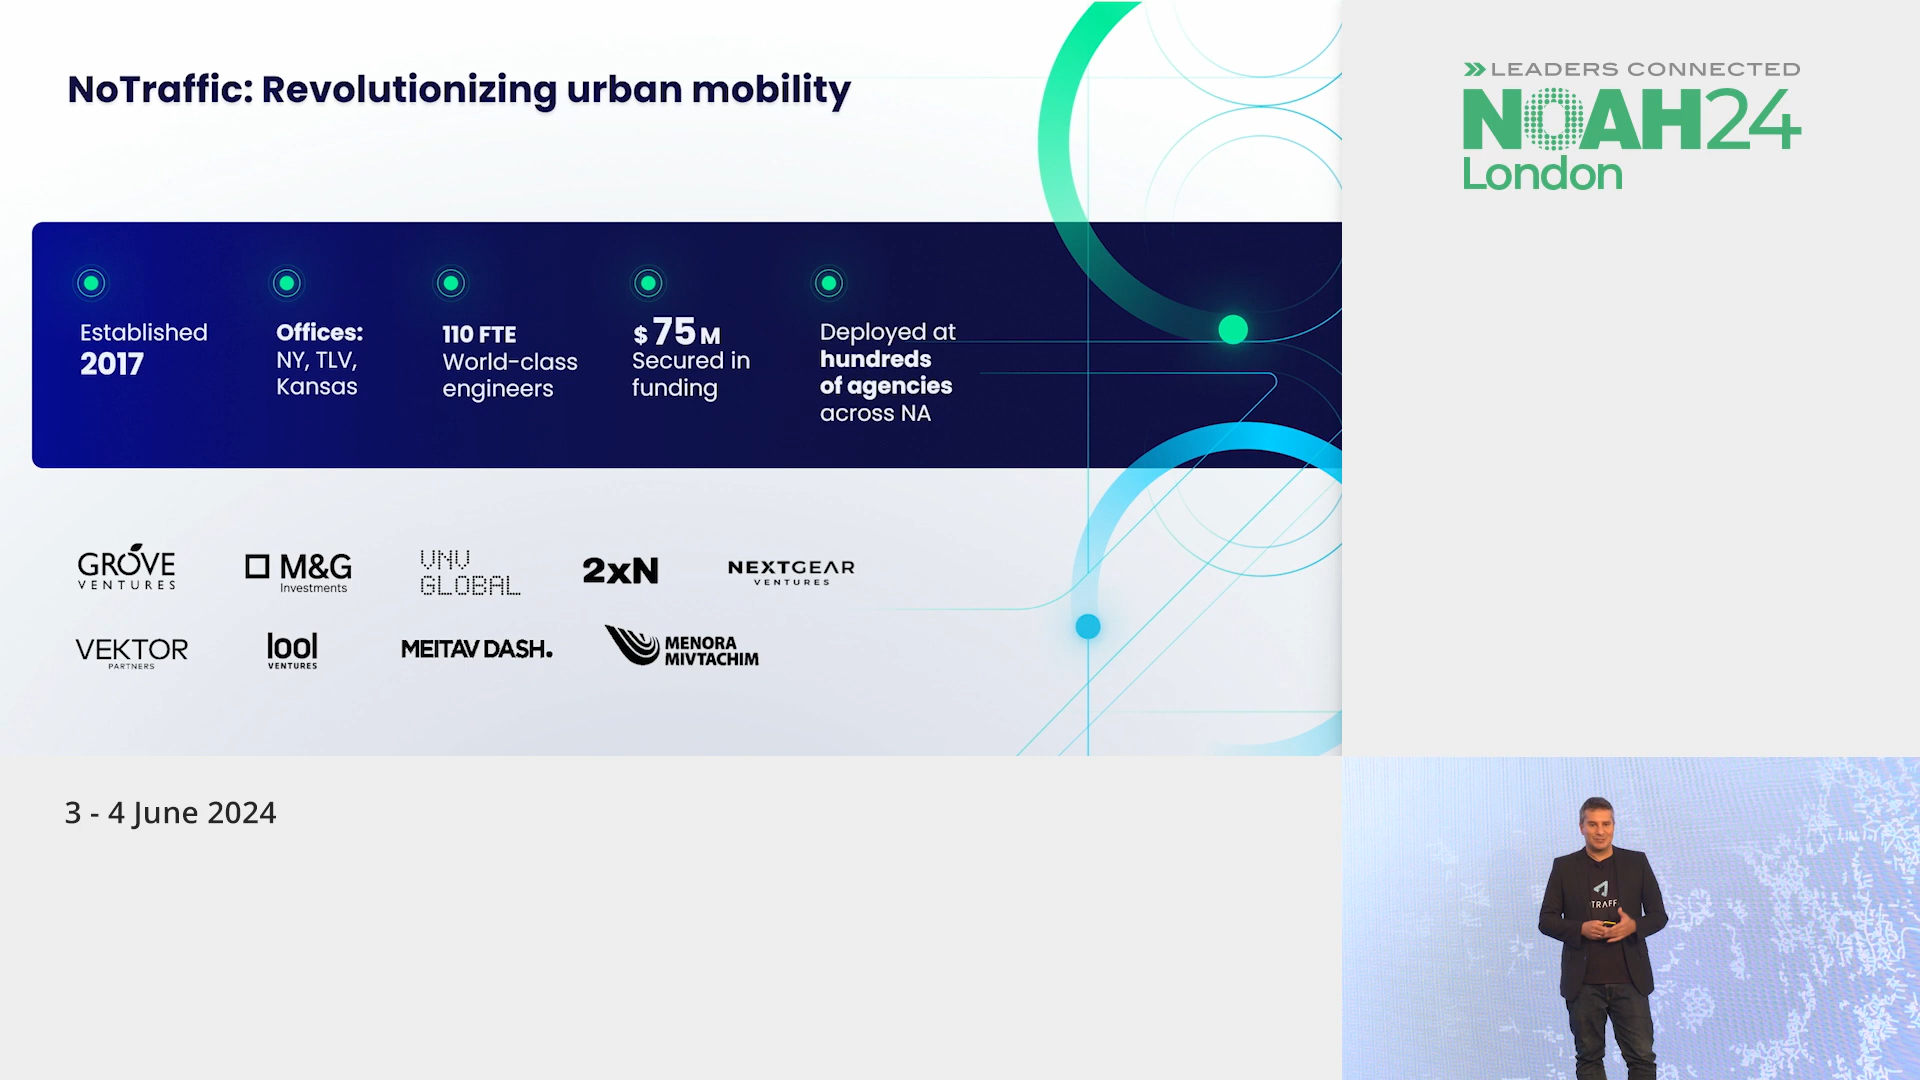 NoTraffic: Revolutionizing urban mobility
Established
2017
Offices:
NY, TLV,
Kansas
110 FTE
World-class
engineers
$75M
Secured in
funding
Deployed at
hundreds
of agencies
across NA
GROVE
VENTURES
M&G
Investments
VNV
GLOBAL
2xN
NEXTGEAR
VENTURES
VEKTOR
PARTNERS
lool
VENTURES
MEITAV DASH.
MENORA
MIVTACHIM
LEADERS CONNECTED
NOAH24
London
3 - 4 June 2024
TRAFF